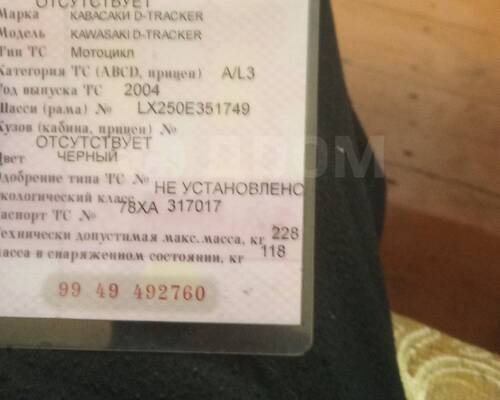 ОТСУТСТВУЕТ
Марка КАВАСАКИ D-TRACKER
Модель KAWASAKI D-TRACKER
Тип ТС Мотоцикл
Категория ТС (ABCD, прицеп) A/L3
Год выпуска ТС 2004
Шасси (рама) № LX250E351749
Кузов (кабина, прицеп) №
ОТСУТСТВУЕТ
Цвет ЧЕРНЫЙ
Одобрение типа ТС № НЕ УСТАНОВЛЕНО
Экологический класс
Паспорт ТС № 78ХА 317017
Технически допустимая макс. масса, кг 228
Масса в снаряженном состоянии, кг 118
99 49 492760